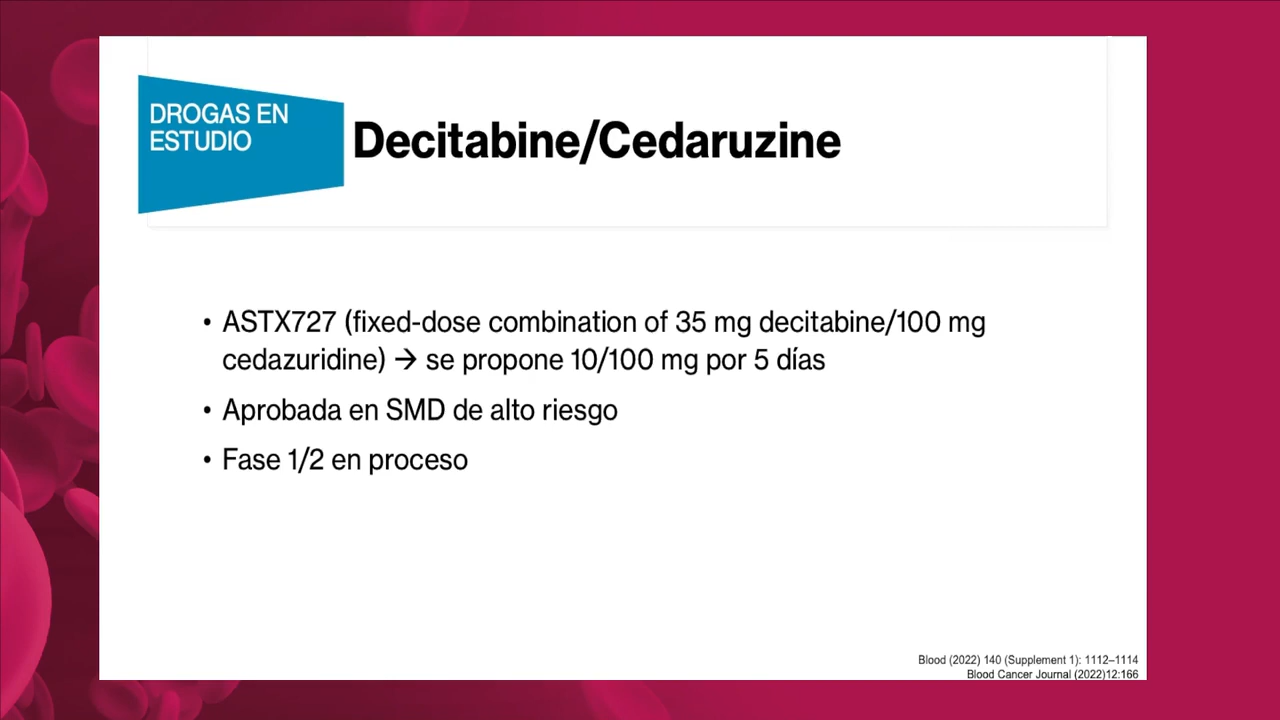 DROGAS EN
ESTUDIO
Decitabine/Cedaruzine
• ASTX727 (fixed-dose combination of 35 mg decitabine/100 mg
cedazuridine) → se propone 10/100 mg por 5 días
• Aprobada en SMD de alto riesgo
• Fase 1/2 en proceso
Blood (2022) 140 (Supplement 1): 1112–1114
Blood Cancer Journal (2022)12:166